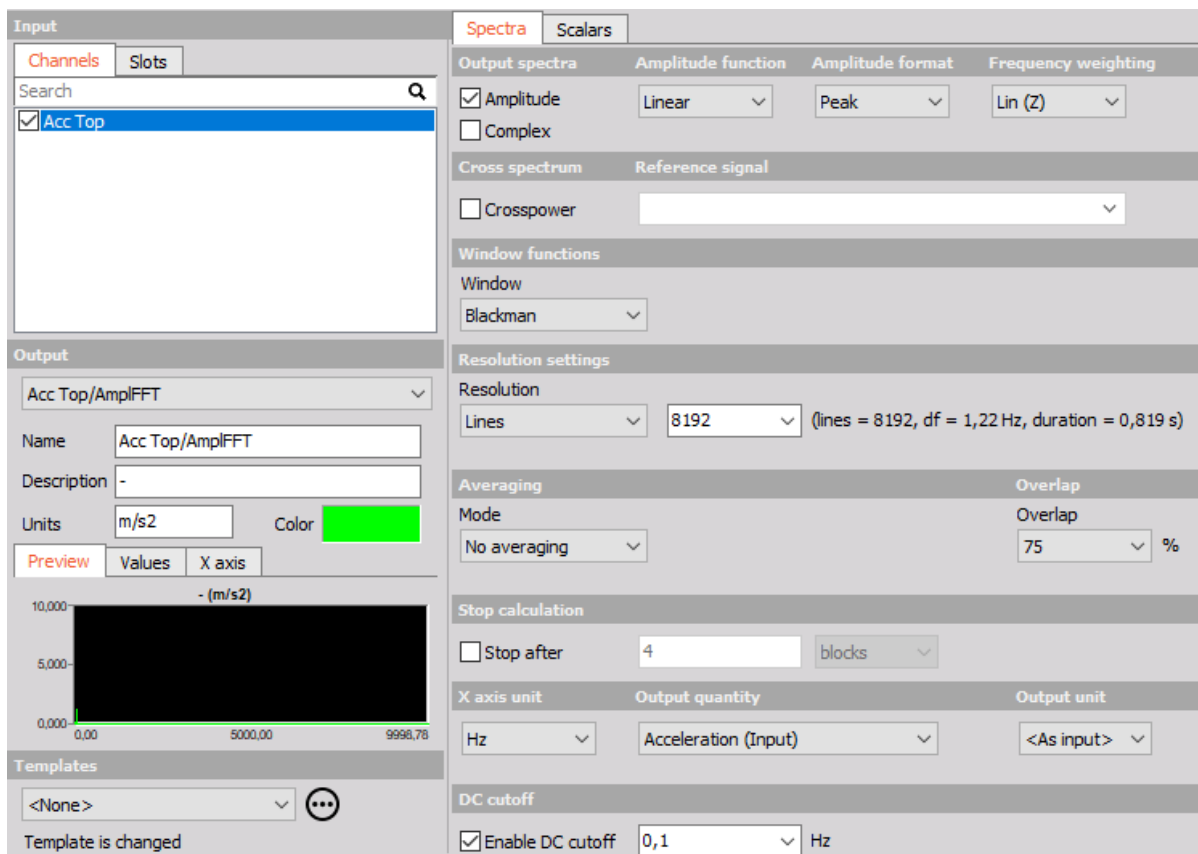 Input
Channels Slots
Search
Acc Top
Output
Acc Top/AmplFFT
Name Acc Top/AmplFFT
Description -
Units m/s2 Color
Preview Values X axis
- (m/s2)
10,000
5,000
0,000
0,00 5000,00 9998,78
Templates
<None>
Template is changed
Spectra Scalars
Output spectra Amplitude function Amplitude format Frequency weighting
Amplitude Linear Peak Lin (Z)
Complex
Cross spectrum Reference signal
Crosspower
Window functions
Window
Blackman
Resolution settings
Resolution
Lines 8192 (lines = 8192, df = 1,22 Hz, duration = 0,819 s)
Averaging Overlap
Mode Overlap
No averaging 75 %
Stop calculation
Stop after 4 blocks
X axis unit Output quantity Output unit
Hz Acceleration (Input) <As input>
DC cutoff
Enable DC cutoff 0,1 Hz